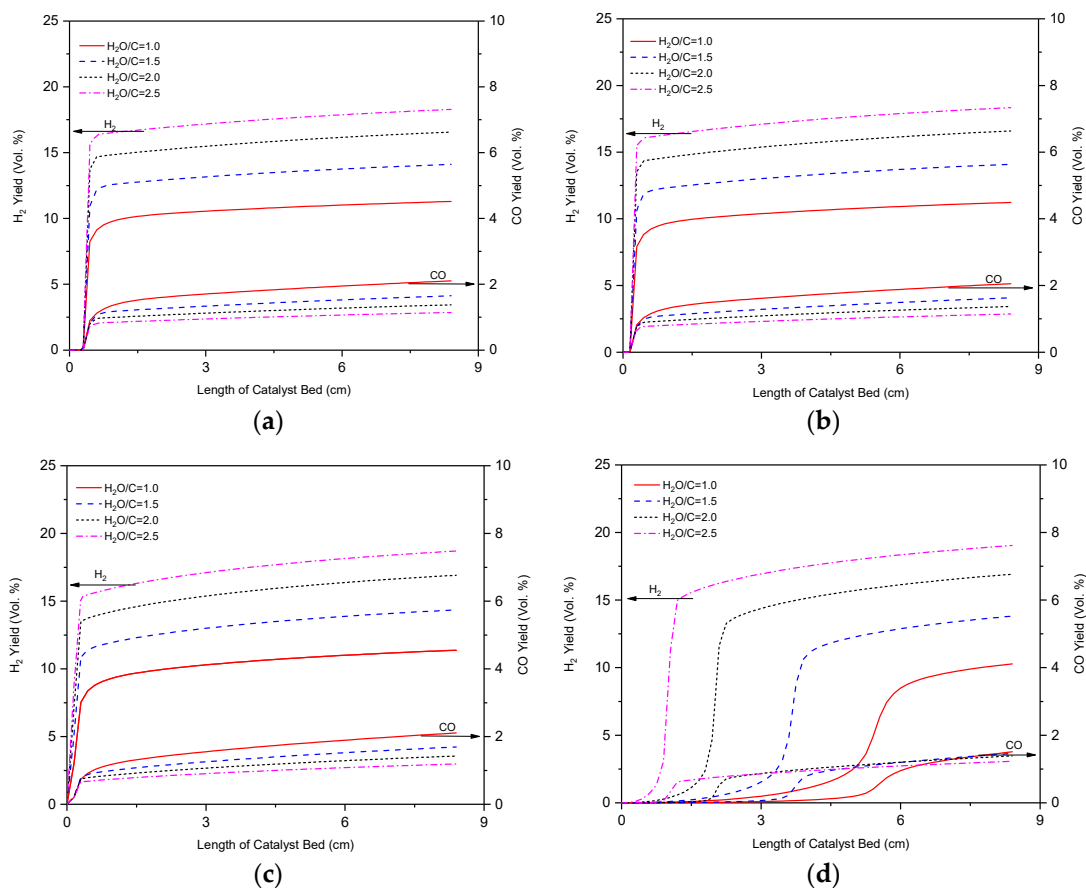 25
20
15
10
5
0
H₂ Yield (Vol. %)
H₂O/C=1.0
H₂O/C=1.5
H₂O/C=2.0
H₂O/C=2.5
H₂
CO
10
8
6
4
2
0
CO Yield (Vol. %)
0 3 6 9
Length of Catalyst Bed (cm)
(a)
25
20
15
10
5
0
H₂ Yield (Vol. %)
H₂O/C=1.0
H₂O/C=1.5
H₂O/C=2.0
H₂O/C=2.5
H₂
CO
10
8
6
4
2
0
CO Yield (Vol. %)
0 3 6 9
Length of Catalyst Bed (cm)
(b)
25
20
15
10
5
0
H₂ Yield (Vol. %)
H₂O/C=1.0
H₂O/C=1.5
H₂O/C=2.0
H₂O/C=2.5
H₂
CO
10
8
6
4
2
0
CO Yield (Vol. %)
0 3 6 9
Length of Catalyst Bed (cm)
(c)
25
20
15
10
5
0
H₂ Yield (Vol. %)
H₂O/C=1.0
H₂O/C=1.5
H₂O/C=2.0
H₂O/C=2.5
H₂
CO
10
8
6
4
2
0
CO Yield (Vol. %)
0 3 6 9
Length of Catalyst Bed (cm)
(d)